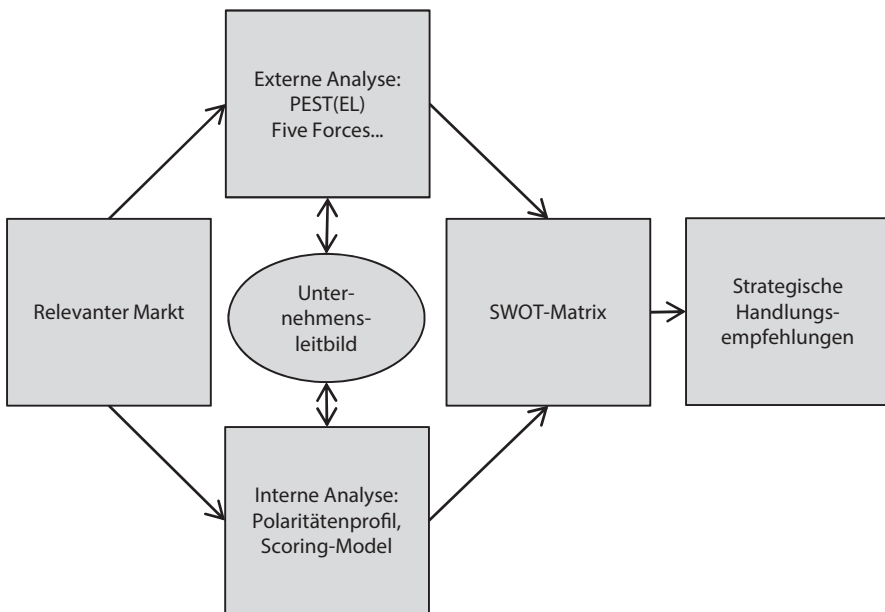 Externe Analyse:
PEST(EL)
Five Forces...
Relevanter Markt
Unter-
nehmens-
leitbild
SWOT-Matrix
Strategische
Handlungs-
empfehlungen
Interne Analyse:
Polaritätenprofil,
Scoring-Model